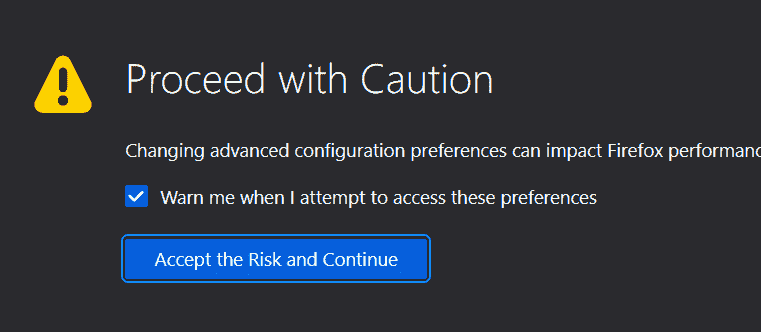 Proceed with Caution
Changing advanced configuration preferences can impact Firefox
Warn me when I attempt to access these preferences
Accept the Risk and Continue